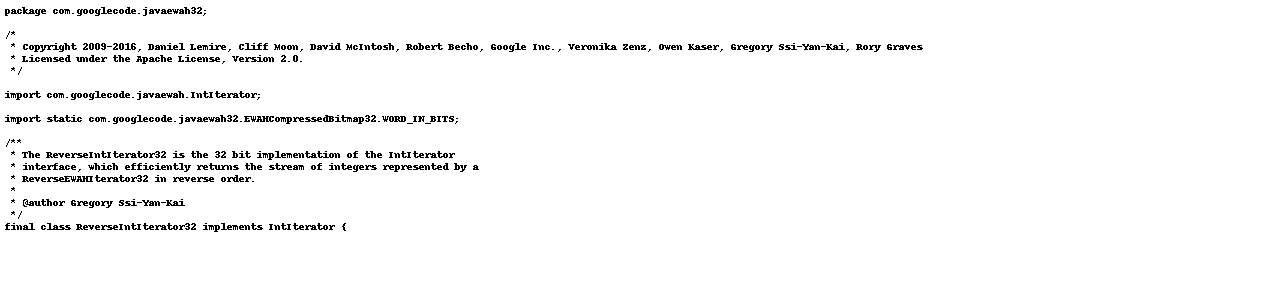 package com.googlecode.javaewah32;

/*
 * Copyright 2009-2016, Daniel Lemire, Cliff Moon, David McIntosh, Robert Becho, Google Inc., Veronika Zenz, Owen Kaser, Gregory Ssi-Yan-Kai, Rory Graves
 * Licensed under the Apache License, Version 2.0.
 */

import com.googlecode.javaewah.IntIterator;

import static com.googlecode.javaewah32.EWAHCompressedBitmap32.WORD_IN_BITS;

/**
 * The ReverseIntIterator32 is the 32 bit implementation of the IntIterator
 * interface, which efficiently returns the stream of integers represented by a
 * ReverseEWAHIterator32 in reverse order.
 *
 * @author Gregory Ssi-Yan-Kai
 */
final class ReverseIntIterator32 implements IntIterator {